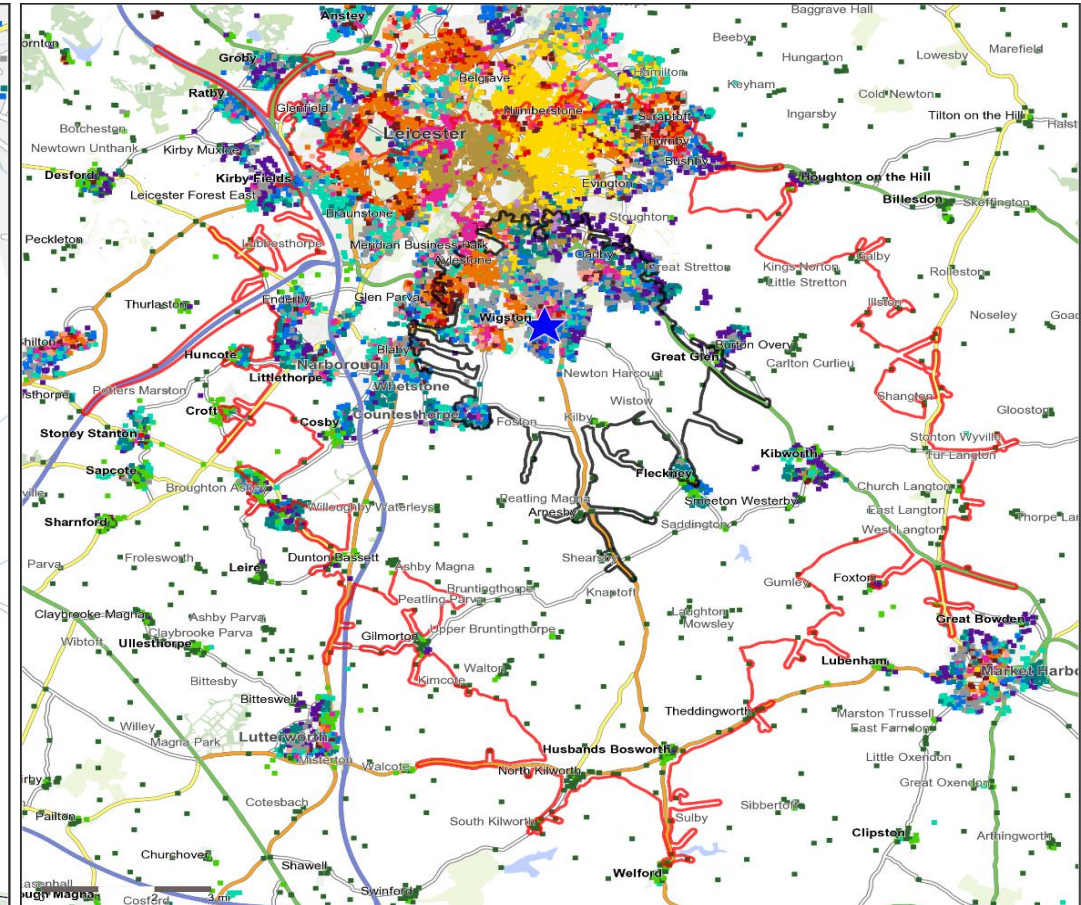 Anstey
Baggrave Hall
Beeby
Hungarton
Lowesby
Marefield
Groby
Belgrave
Hamilton
Keyham
Cold Newton
Ratby
Glenfield
Humberstone
Scraptoft
Ingarsby
Tilton on the Hill
Botcheston
Leicester
Thurnby
Newtown Unthank
Kirby Muxloe
Bushby
Desford
Kirby Fields
Evington
Houghton on the Hill
Leicester Forest East
Billesdon
Skeffington
Braunstone
Stoughton
Peckleton
Lubbesthorpe
Meridian Business Park
Oadby
Aylestone
Great Stretton
Kings Norton
Galby
Little Stretton
Rolleston
Thurlaston
Enderby
Glen Parva
Illston
Noseley
Wigston
Huncote
Blaby
Great Glen
Burton Overy
Carlton Curlieu
Narborough
Littlethorpe
Newton Harcourt
Potters Marston
Whetstone
Shangton
Croft
Countesthorpe
Wistow
Glooston
Stoney Stanton
Cosby
Foston
Kilby
Stonton Wyville
Sapcote
Kibworth
Tur Langton
Fleckney
Broughton Astley
Church Langton
Peatling Magna
Smeeton Westerby
Sharnford
Willoughby Waterleys
Arnesby
East Langton
Saddington
West Langton
Frolesworth
Dunton Bassett
Shearsby
Parva
Leire
Ashby Magna
Gumley
Foxton
Bruntingthorpe
Knaptoft
Peatling Parva
Claybrooke Magna
Ashby Parva
Laughton
Great Bowden
Claybrooke Parva
Upper Bruntingthorpe
Mowsley
Wibtoft
Ullesthorpe
Gilmorton
Lubenham
Walton
Kimcote
Bittesby
Bitteswell
Theddingworth
Marston Trussell
Willey
East Farndon
Magna Park
Lutterworth
Husbands Bosworth
Little Oxendon
Misterton
Walcote
North Kilworth
Great Oxendon
Cotesbach
Sibbertoft
Pailton
South Kilworth
Sulby
Clipston
Arthingworth
Churchover
Shawell
Welford
Swinford
2
3 mi
Cosford